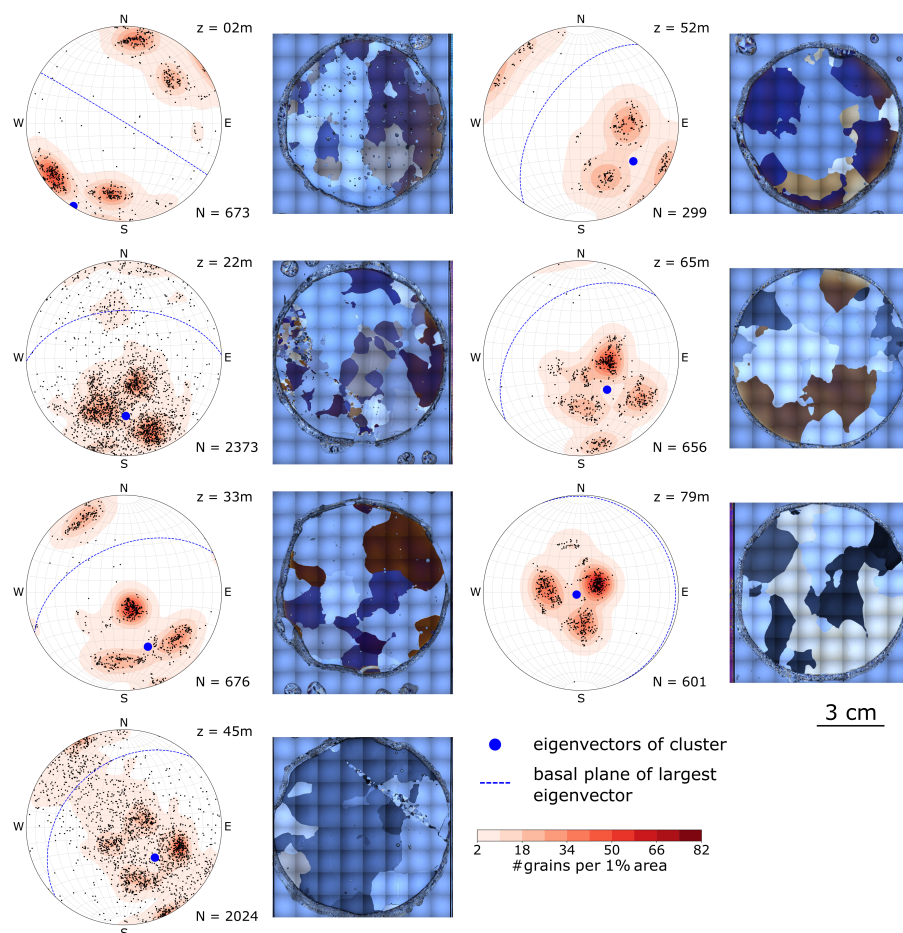 N
z = 02m
W
E
S
N = 673
z = 52m
W
E
S
N = 299
N
z = 22m
W
E
S
N = 2373
z = 65m
W
E
S
N = 656
N
z = 33m
W
E
S
N = 676
z = 79m
W
E
S
N = 601
N
z = 45m
W
E
S
N = 2024
3 cm
eigenvectors of cluster
basal plane of largest
eigenvector
2 18 34 50 66 82
#grains per 1% area